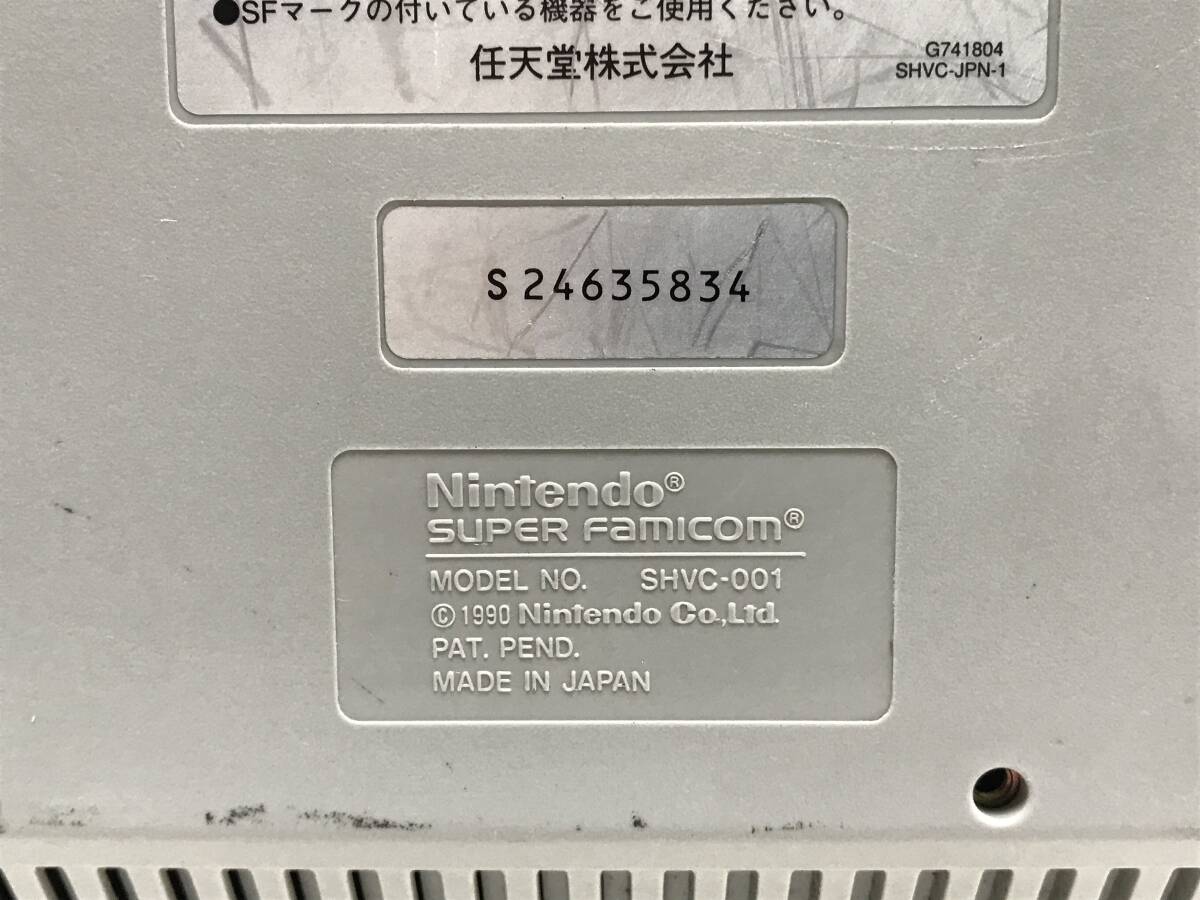 ●SFマークの付いている機器をご使用ください。
任天堂株式会社
G741804
SHVC-JPN-1
S24635834
Nintendo®
SUPER FAMICOM®
MODEL NO. SHVC-001
© 1990 Nintendo Co.,Ltd.
PAT. PEND.
MADE IN JAPAN